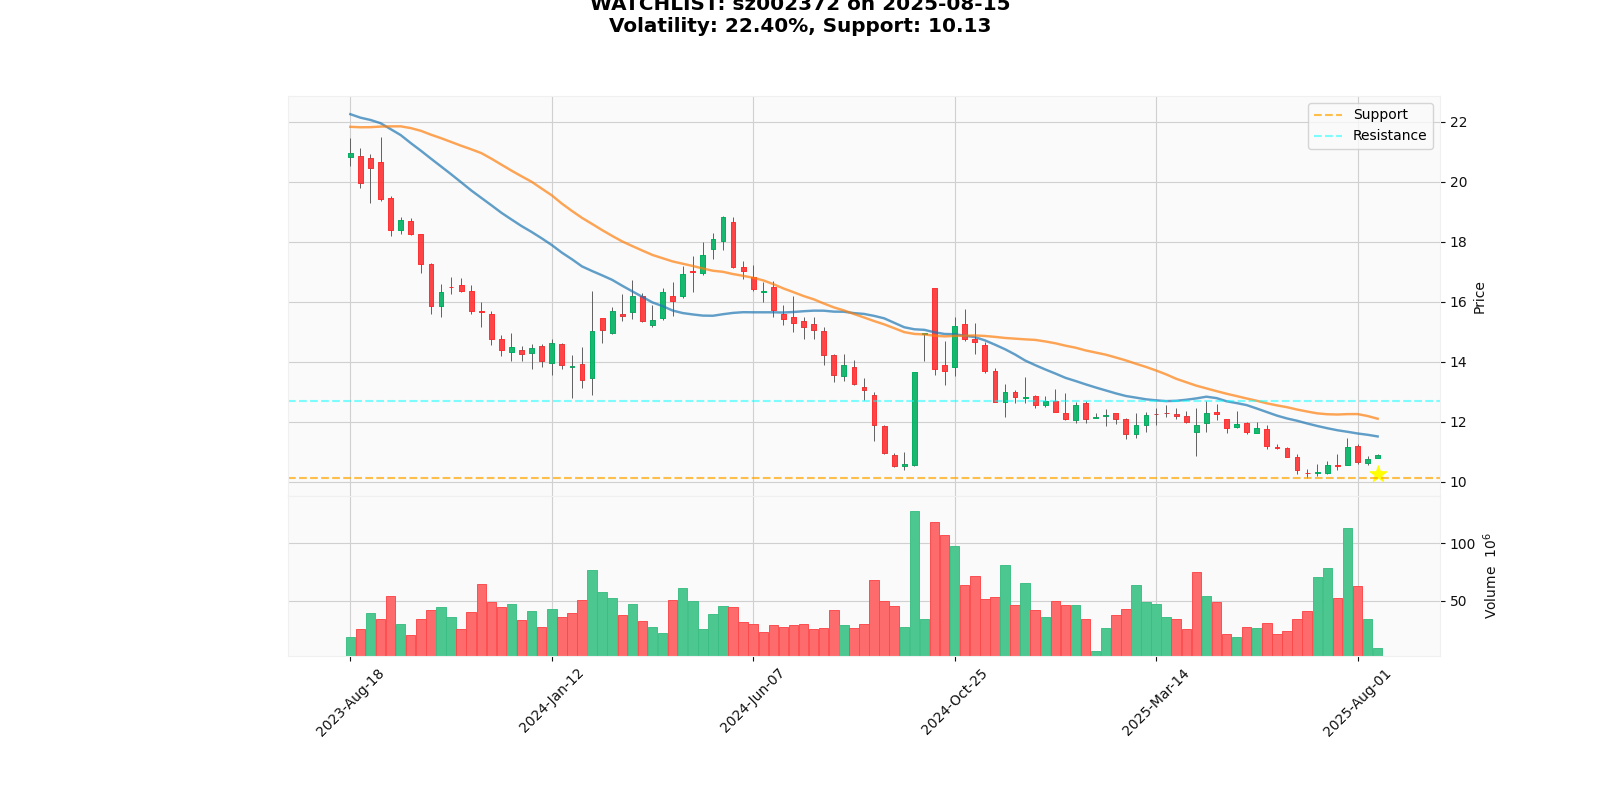 WATCHLIST: sz002372 on 2025-08-15
Volatility: 22.40%, Support: 10.13
Support
Resistance
22
20
18
16
14
12
10
Price
100
50
Volume 10^6
2023-Aug-18
2024-Jan-12
2024-Jun-07
2024-Oct-25
2025-Mar-14
2025-Aug-01